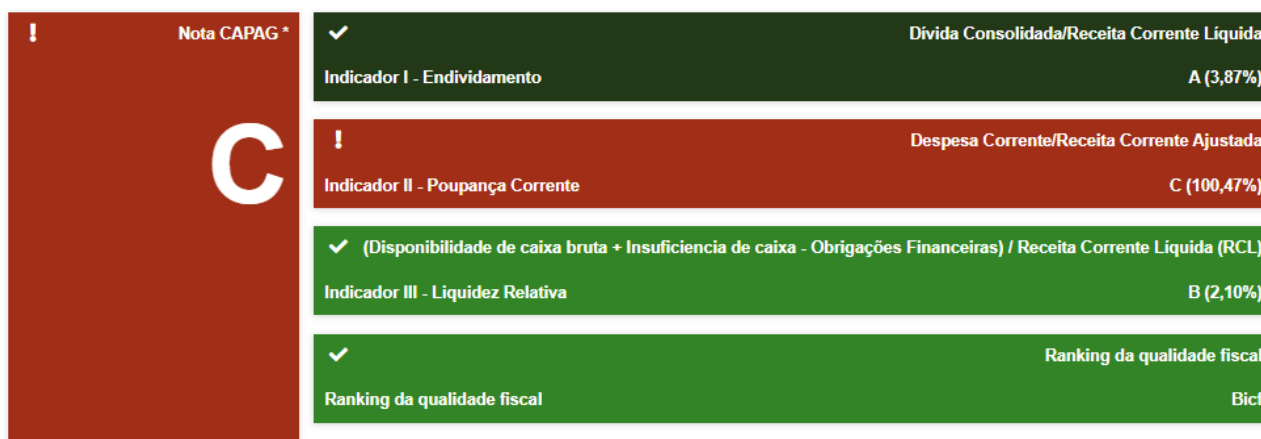 Nota CAPAG *
C
Dívida Consolidada/Receita Corrente Líquida
Indicador I - Endividamento A (3,87%)
Despesa Corrente/Receita Corrente Ajustada
Indicador II - Poupança Corrente C (100,47%)
(Disponibilidade de caixa bruta + Insuficiencia de caixa - Obrigações Financeiras) / Receita Corrente Líquida (RCL)
Indicador III - Liquidez Relativa B (2,10%)
Ranking da qualidade fiscal
Ranking da qualidade fiscal Bicf